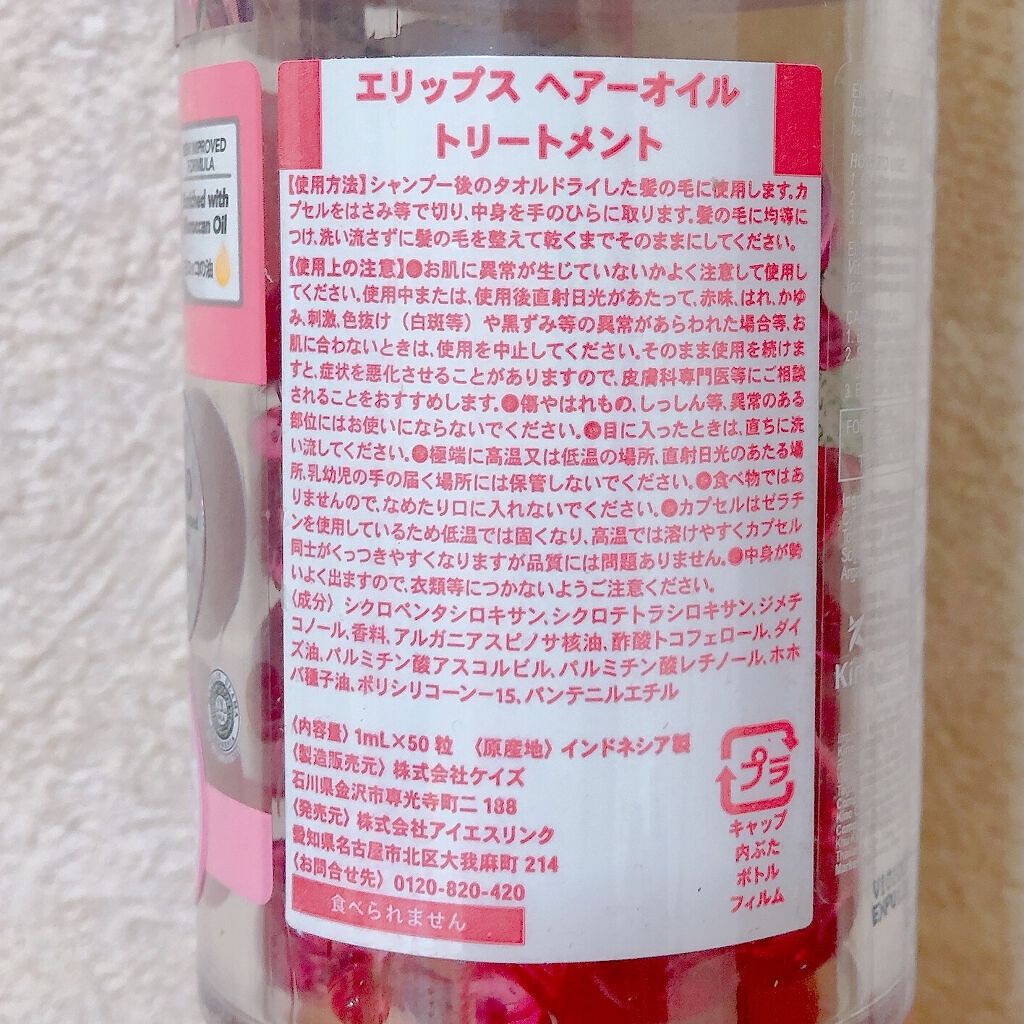 エリップス ヘアーオイル
トリートメント
【使用方法】シャンプー後のタオルドライした髪の毛に使用します。カ
プセルをはさみ等で切り、中身を手のひらに取ります。髪の毛に均等に
つけ、洗い流さずに髪の毛を整えて乾くまでそのままにしてください。
【使用上の注意】●お肌に異常が生じていないかよく注意して使用し
てください。使用中または、使用後直射日光があたって、赤味、はれ、かゆ
み、刺激、色抜け（白斑等）や黒ずみ等の異常があらわれた場合等、お
肌に合わないときは、使用を中止してください。そのまま使用を続けま
すと、症状を悪化させることがありますので、皮膚科専門医等にご相談
されることをおすすめします。●傷やはれもの、しっしん等、異常のある
部位にはお使いにならないでください。●目に入ったときは、直ちに洗
い流してください。●極端に高温又は低温の場所、直射日光のあたる場
所、乳幼児の手の届く場所には保管しないでください。●食べ物ではあ
りませんので、なめたり口に入れないでください。●カプセルはゼラチ
ンを使用しているため低温では固くなり、高温では溶けやすくカプセル
同士がくっつきやすくなりますが品質には問題ありません。●中身が勢
いよく出ますので、衣類等につかないようご注意ください。
〈成分〉シクロペンタシロキサン、シクロテトラシロキサン、ジメチ
コノール、香料、アルガニアスピノサ核油、酢酸トコフェロール、ダイ
ズ油、パルミチン酸アスコルビル、パルミチン酸レチノール、ホホ
バ種子油、ポリシリコーン－15、パンテニルエチル
〈内容量〉1mL×50粒 〈原産地〉インドネシア製
〈製造販売元〉株式会社ケイズ
石川県金沢市専光寺町二 188
〈発売元〉株式会社アイエスリンク
愛知県名古屋市北区大我麻町 214
〈お問合せ先〉0120-820-420
食べられません
プラ
キャップ
内ぶた
ボトル
フィルム
IMPROVED
FORMULA
with
Oil